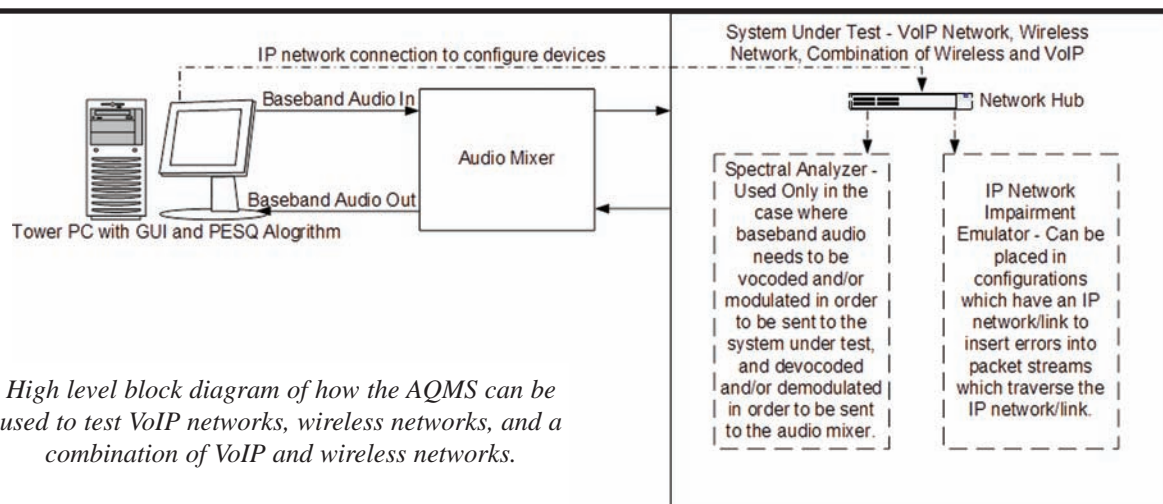 System Under Test - VoIP Network, Wireless
Network, Combination of Wireless and VoIP
IP network connection to configure devices
Baseband Audio In
Network Hub
Audio Mixer
Baseband Audio Out
Tower PC with GUI and PESQ Alogrithm
Spectral Analyzer -
Used Only in the
case where
baseband audio
needs to be
vocoded and/or
modulated in order
to be sent to the
system under test,
and devocoded
and/or demodulated
in order to be sent
to the audio mixer.
IP Network
Impairment
Emulator - Can be
placed in
configurations
which have an IP
network/link to
insert errors into
packet streams
which traverse the
IP network/link.
High level block diagram of how the AQMS can be
used to test VoIP networks, wireless networks, and a
combination of VoIP and wireless networks.